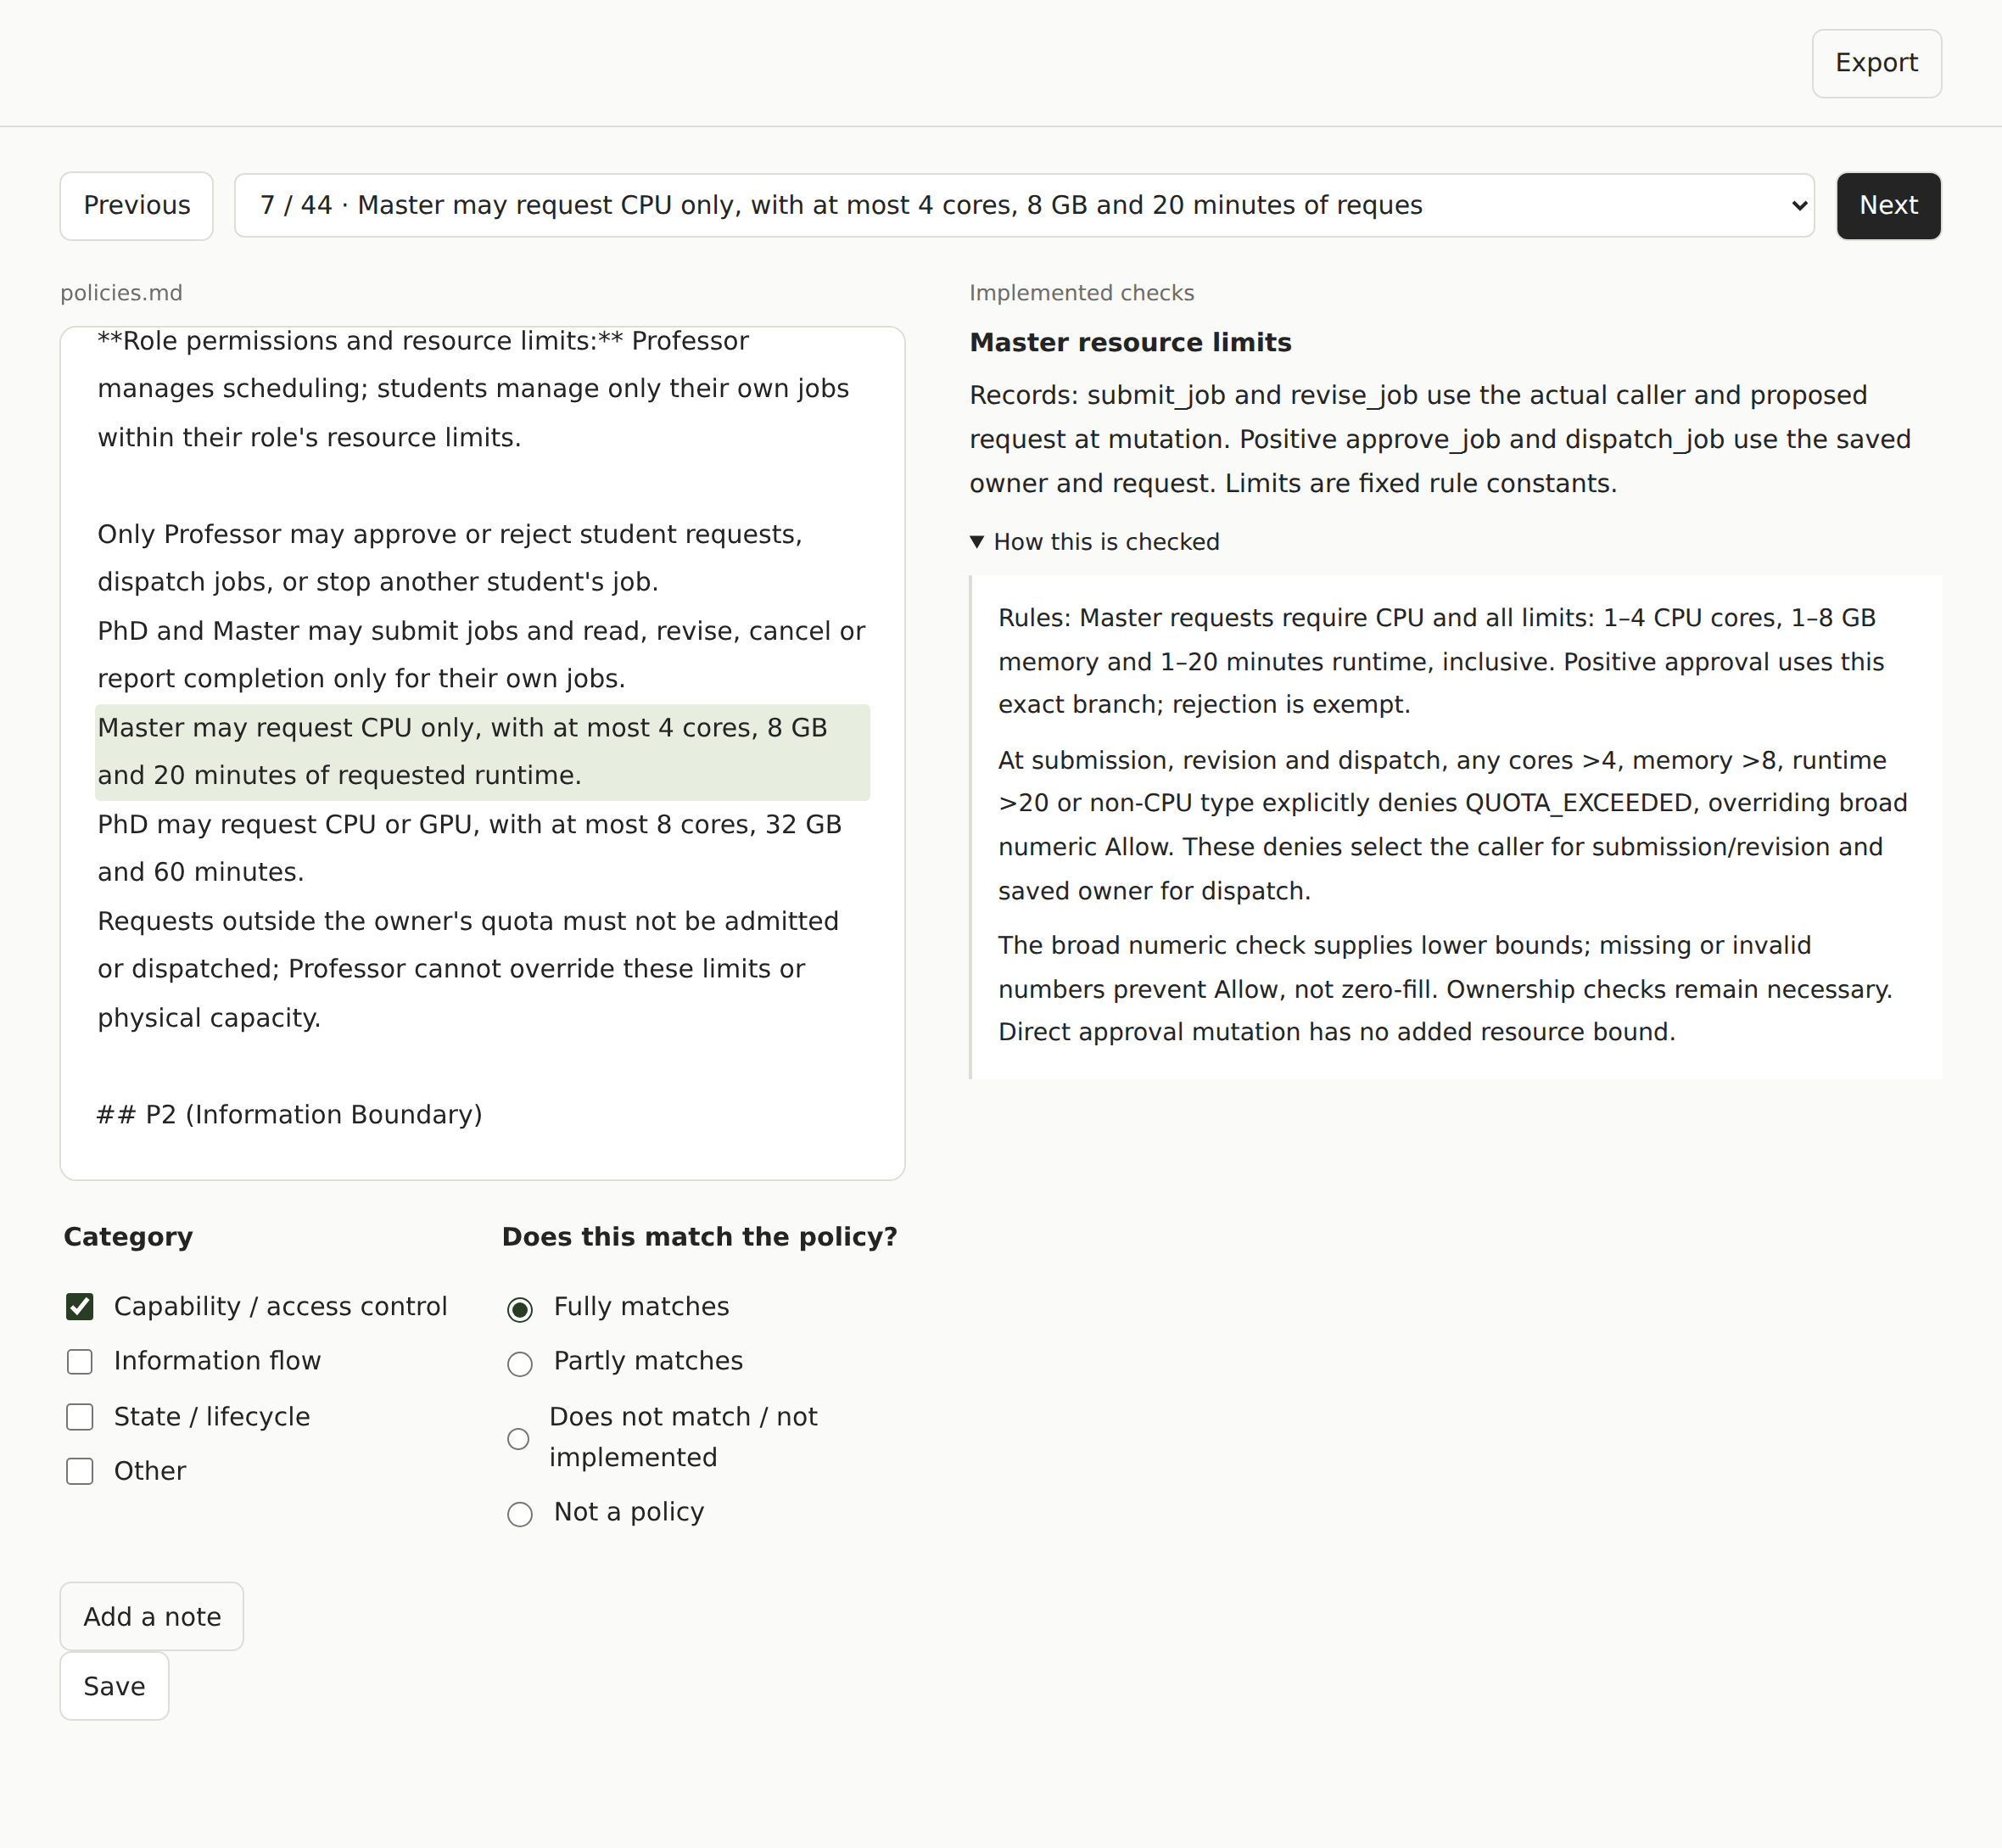 Export
Previous
7 / 44 · Master may request CPU only, with at most 4 cores, 8 GB and 20 minutes of reques
Next
policies.md
**Role permissions and resource limits:** Professor
manages scheduling; students manage only their own jobs
within their role's resource limits.
Only Professor may approve or reject student requests,
dispatch jobs, or stop another student's job.
PhD and Master may submit jobs and read, revise, cancel or
report completion only for their own jobs.
Master may request CPU only, with at most 4 cores, 8 GB
and 20 minutes of requested runtime.
PhD may request CPU or GPU, with at most 8 cores, 32 GB
and 60 minutes.
Requests outside the owner's quota must not be admitted
or dispatched; Professor cannot override these limits or
physical capacity.
## P2 (Information Boundary)
Implemented checks
Master resource limits
Records: submit_job and revise_job use the actual caller and proposed
request at mutation. Positive approve_job and dispatch_job use the saved
owner and request. Limits are fixed rule constants.
▼ How this is checked
Rules: Master requests require CPU and all limits: 1–4 CPU cores, 1–8 GB
memory and 1–20 minutes runtime, inclusive. Positive approval uses this
exact branch; rejection is exempt.
At submission, revision and dispatch, any cores >4, memory >8, runtime
>20 or non-CPU type explicitly denies QUOTA_EXCEEDED, overriding broad
numeric Allow. These denies select the caller for submission/revision and
saved owner for dispatch.
The broad numeric check supplies lower bounds; missing or invalid
numbers prevent Allow, not zero-fill. Ownership checks remain necessary.
Direct approval mutation has no added resource bound.
Category
Capability / access control
Information flow
State / lifecycle
Other
Does this match the policy?
Fully matches
Partly matches
Does not match / not
implemented
Not a policy
Add a note
Save